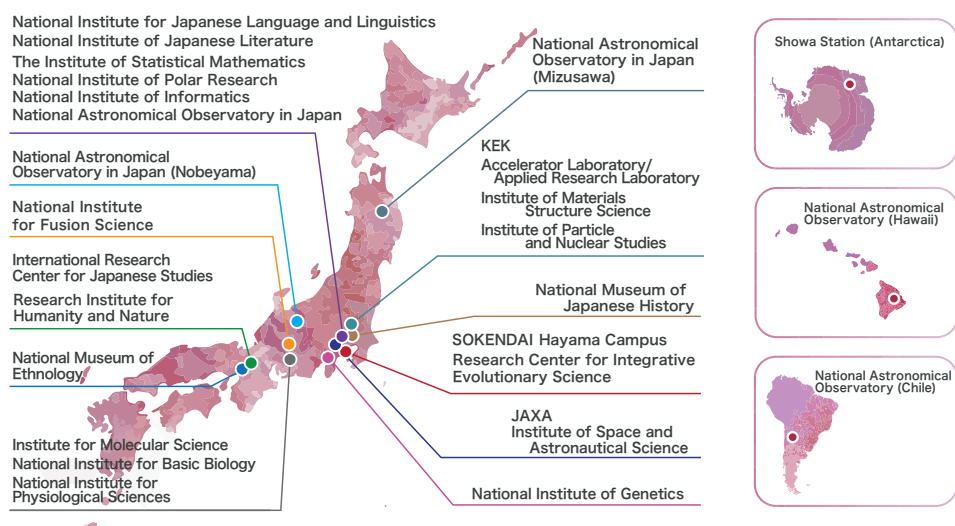 National Institute for Japanese Language and Linguistics
National Institute of Japanese Literature
The Institute of Statistical Mathematics
National Institute of Polar Research
National Institute of Informatics
National Astronomical Observatory in Japan
National Astronomical
Observatory in Japan (Nobeyama)
National Institute
for Fusion Science
International Research
Center for Japanese Studies
Research Institute for
Humanity and Nature
National Museum of
Ethnology
Institute for Molecular Science
National Institute for Basic Biology
National Institute for
Physiological Sciences
National Astronomical
Observatory in Japan
(Mizusawa)
KEK
Accelerator Laboratory/
Applied Research Laboratory
Institute of Materials
Structure Science
Institute of Particle
and Nuclear Studies
National Museum of
Japanese History
SOKENDAI Hayama Campus
Research Center for Integrative
Evolutionary Science
JAXA
Institute of Space and
Astronautical Science
National Institute of Genetics
Showa Station (Antarctica)
National Astronomical
Observatory (Hawaii)
National Astronomical
Observatory (Chile)